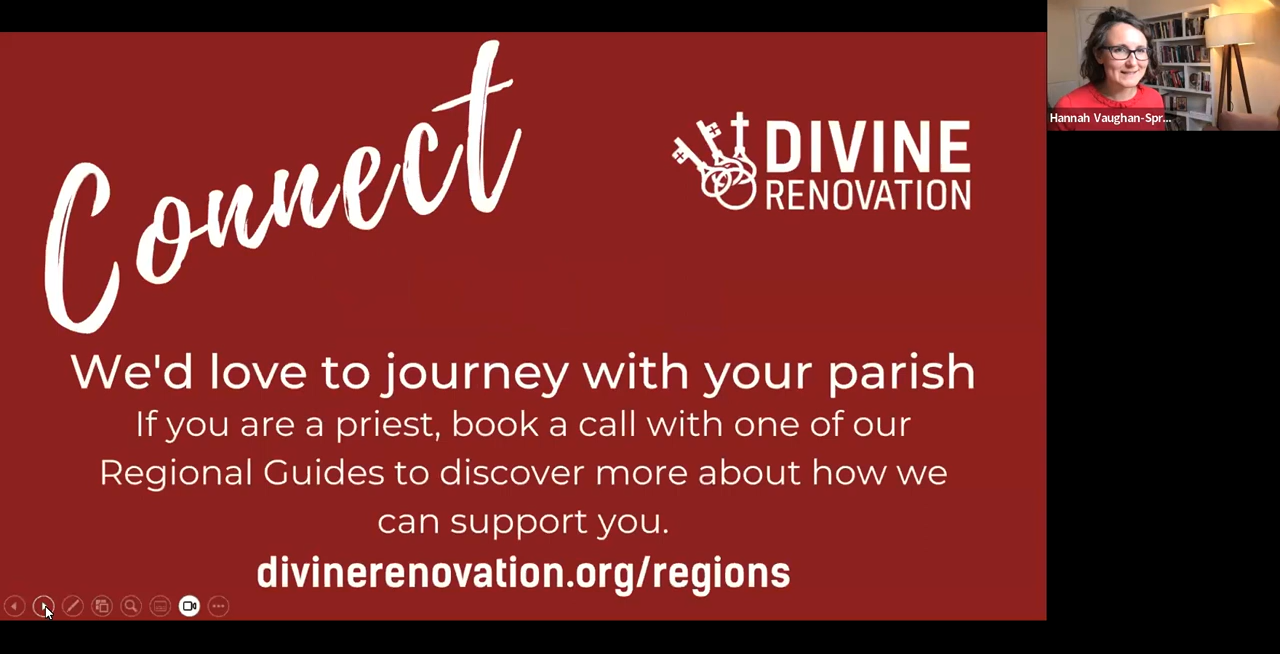 Connect
DIVINE
RENOVATION
We'd love to journey with your parish
If you are a priest, book a call with one of our
Regional Guides to discover more about how we
can support you.
divinerenovation.org/regions
Hannah Vaughan-Spr...